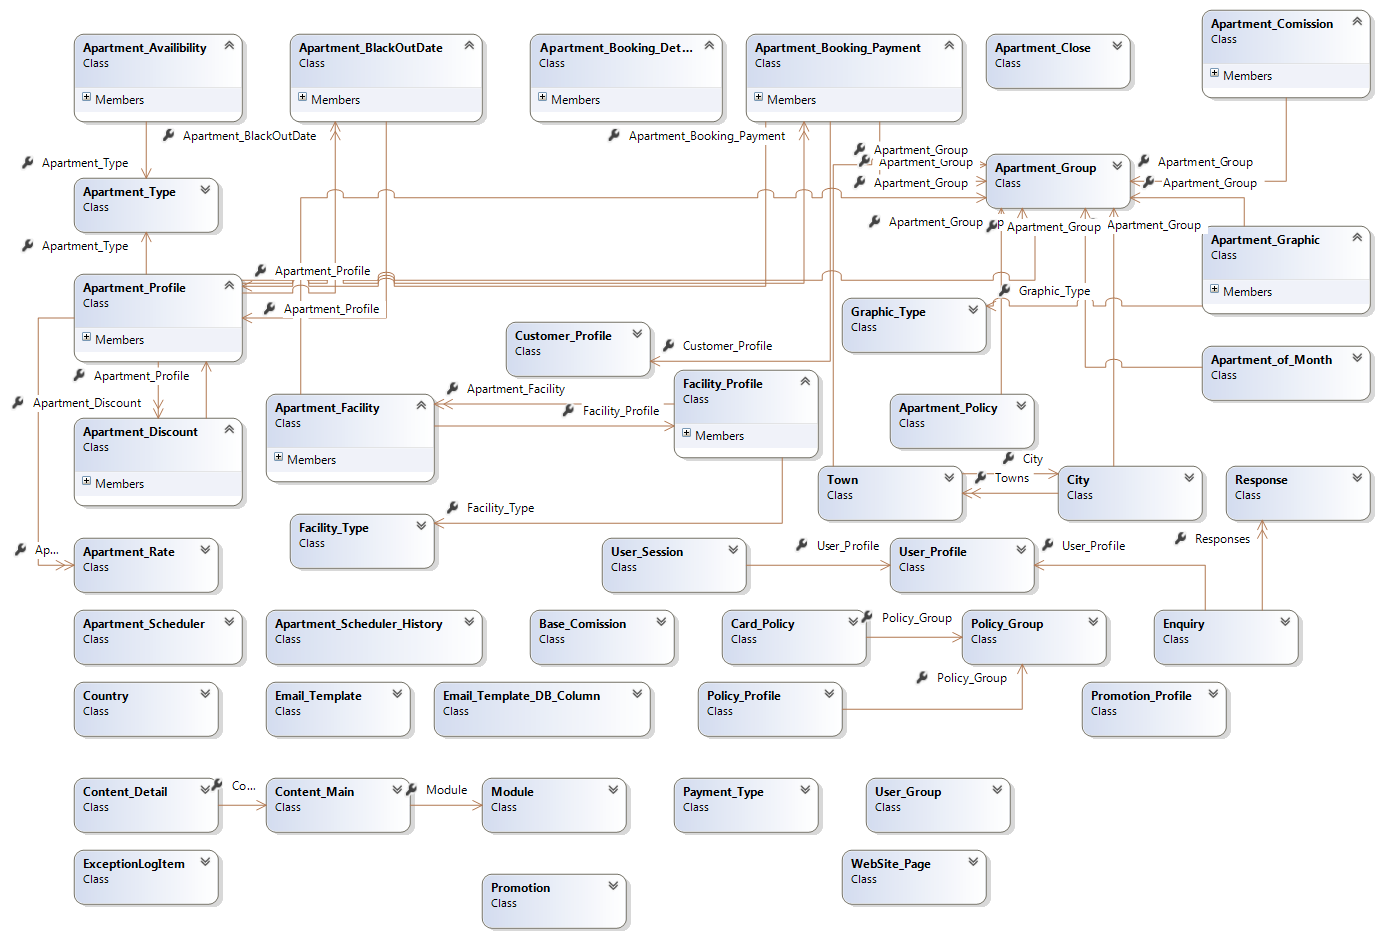 Apartment_Availibility
Class
Members
Apartment_BlackOutDate
Class
Members
Apartment_Booking_Det...
Class
Members
Apartment_Booking_Payment
Class
Members
Apartment_Close
Class
Apartment_Comission
Class
Members
Apartment_BlackOutDate
Apartment_Booking_Payment
Apartment_Type
Apartment_Group
Apartment_Group
Apartment_Group
Apartment_Group
Class
Apartment_Group
Apartment_Group
Apartment_Type
Class
Apartment_Group
Apartment_Group
Apartment_Group
Apartment_Type
Apartment_Graphic
Class
Members
Apartment_Profile
Apartment_Profile
Class
Members
Apartment_Profile
Graphic_Type
Graphic_Type
Class
Customer_Profile
Class
Customer_Profile
Apartment_of_Month
Class
Apartment_Profile
Apartment_Discount
Apartment_Facility
Facility_Profile
Facility_Profile
Class
Members
Apartment_Facility
Class
Members
Apartment_Policy
Class
Apartment_Discount
Class
Members
City
Towns
Town
Class
City
Class
Response
Class
Facility_Type
Facility_Type
Class
Ap...
Apartment_Rate
Class
User_Session
Class
User_Profile
User_Profile
Class
User_Profile
Responses
Apartment_Scheduler
Class
Apartment_Scheduler_History
Class
Base_Comission
Class
Card_Policy
Class
Policy_Group
Policy_Group
Class
Enquiry
Class
Policy_Group
Country
Class
Email_Template
Class
Email_Template_DB_Column
Class
Policy_Profile
Class
Promotion_Profile
Class
Content_Detail
Class
Co...
Content_Main
Class
Module
Module
Class
Payment_Type
Class
User_Group
Class
ExceptionLogItem
Class
Promotion
Class
WebSite_Page
Class